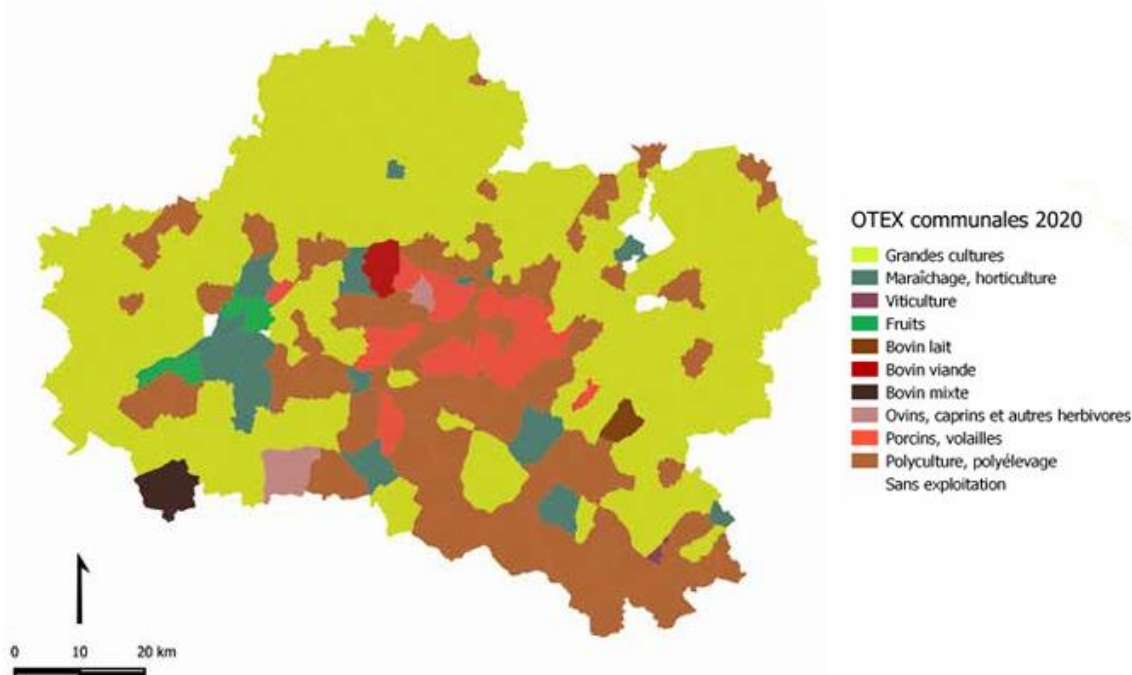 OTEX communales 2020
Grandes cultures
Maraîchage, horticulture
Viticulture
Fruits
Bovin lait
Bovin viande
Bovin mixte
Ovins, caprins et autres herbivores
Porcins, volailles
Polyculture, polyélevage
Sans exploitation
0 10 20 km